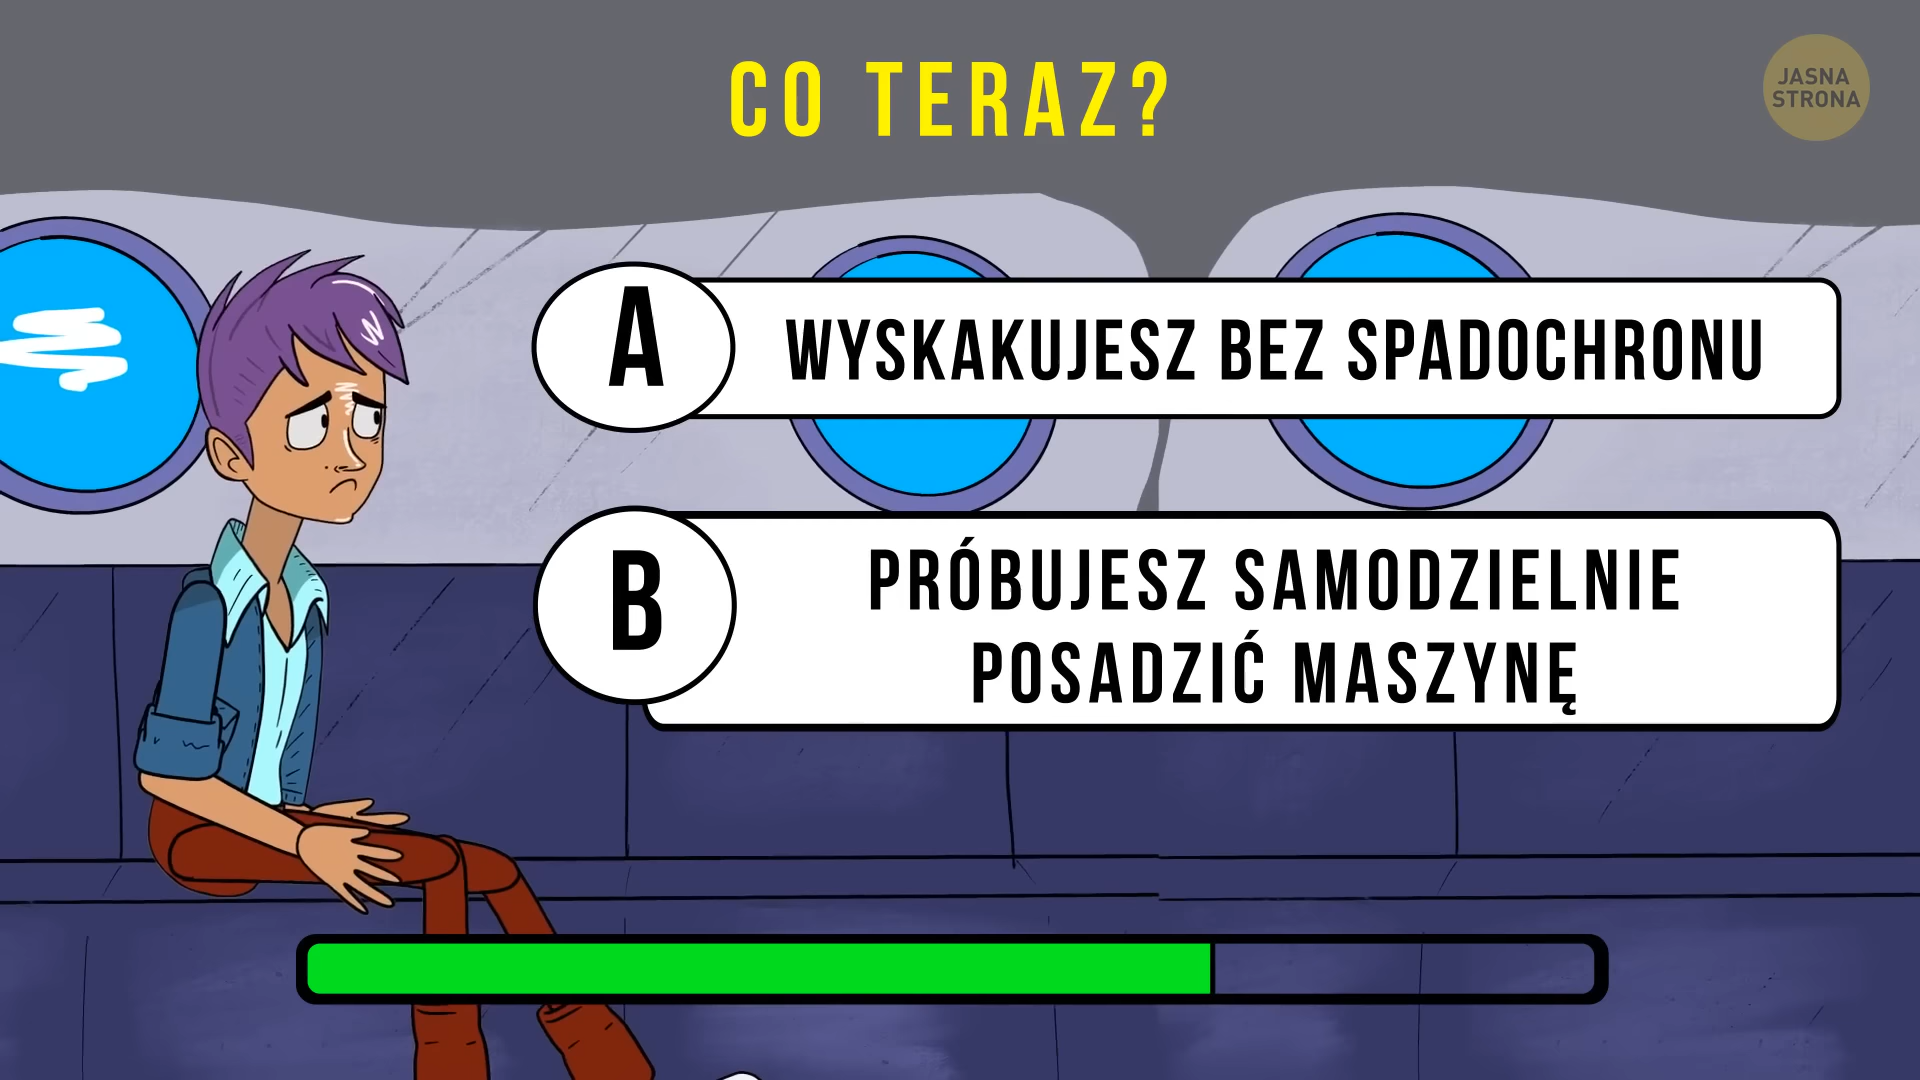 CO TERAZ?
JASNA
STRONA
A
WYSKAKUJESZ BEZ SPADOCHRONU
B
PRÓBUJESZ SAMODZIELNIE
POSADZIĆ MASZYNĘ